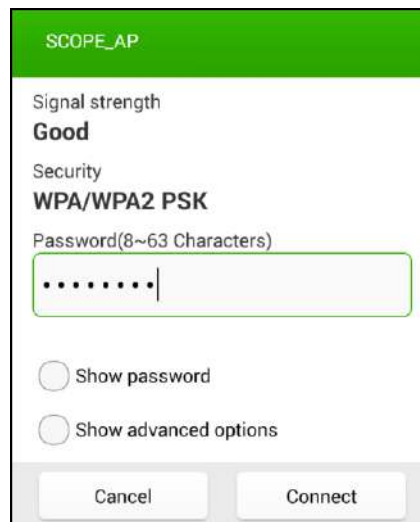 SCOPE_AP
Signal strength
Good
Security
WPA/WPA2 PSK
Password(8~63 Characters)
••••••••
Show password
Show advanced options
Cancel
Connect